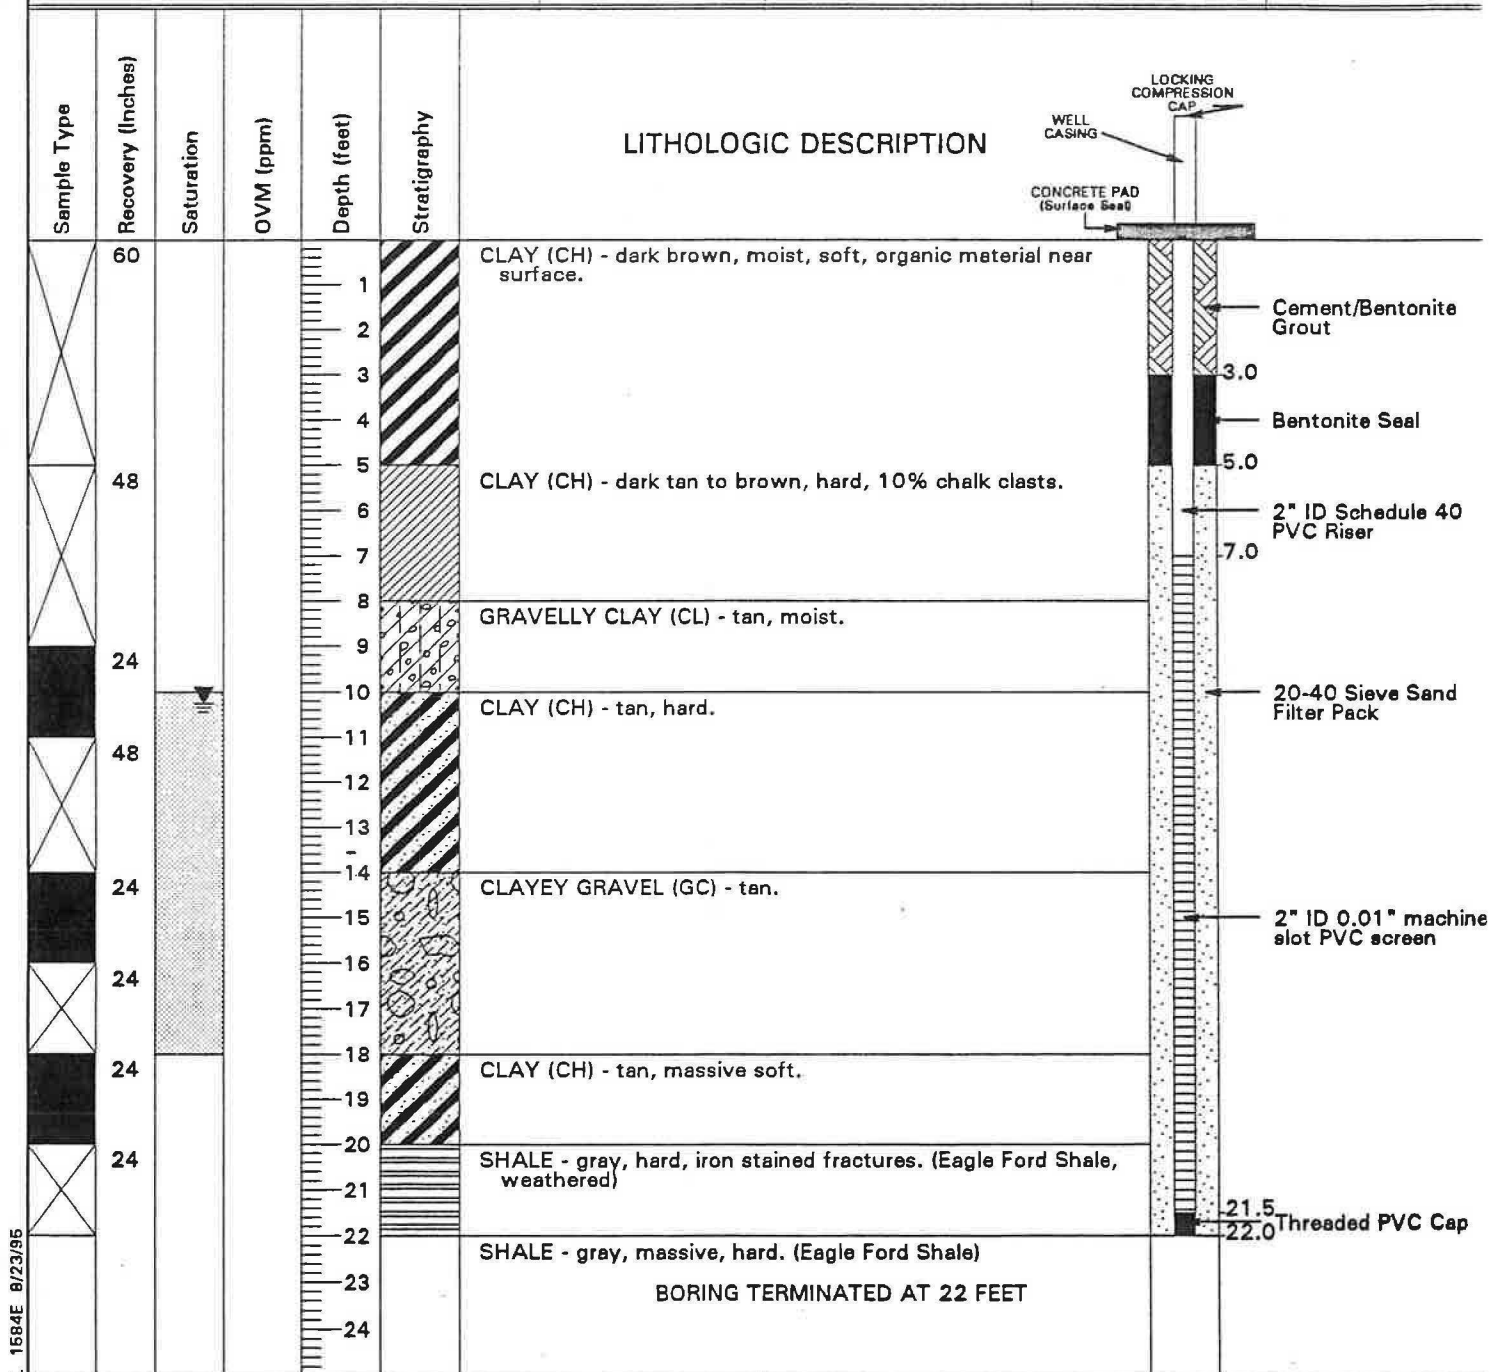 Sample Type
Recovery (Inches)
Saturation
OVM (ppm)
Depth (feet)
Stratigraphy
LITHOLOGIC DESCRIPTION
LOCKING
COMPRESSION
CAP
WELL
CASING
CONCRETE PAD
(Surface Seal)
60
CLAY (CH) - dark brown, moist, soft, organic material near
surface.
1
Cement/Bentonite
Grout
2
3
3.0
4
Bentonite Seal
5
5.0
48
CLAY (CH) - dark tan to brown, hard, 10% chalk clasts.
6
2" ID Schedule 40
PVC Riser
7
7.0
8
GRAVELLY CLAY (CL) - tan, moist.
9
24
10
20-40 Sieve Sand
Filter Pack
CLAY (CH) - tan, hard.
11
48
12
13
14
24
CLAYEY GRAVEL (GC) - tan.
15
2" ID 0.01" machine
slot PVC screen
16
24
17
18
24
CLAY (CH) - tan, massive soft.
19
20
24
SHALE - gray, hard, iron stained fractures. (Eagle Ford Shale,
weathered)
21
21.5
Threaded PVC Cap
22
22.0
SHALE - gray, massive, hard. (Eagle Ford Shale)
23
BORING TERMINATED AT 22 FEET
24
1584E 8/23/95